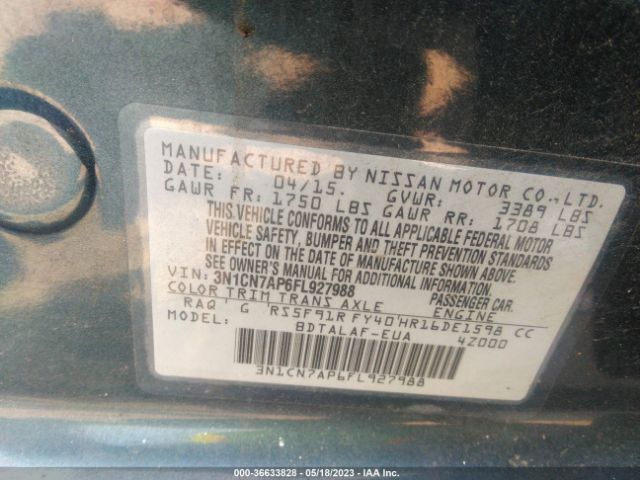 MANUFACTURED BY NISSAN MOTOR CO., LTD.
DATE: 04/15. GVWR: 3389 LBS
GAWR FR: 1750 LBS GAWR RR: 1708 LBS
THIS VEHICLE CONFORMS TO ALL APPLICABLE FEDERAL MOTOR
VEHICLE SAFETY, BUMPER AND THEFT PREVENTION STANDARDS
IN EFFECT ON THE DATE OF MANUFACTURE SHOWN ABOVE.
SEE OWNER'S MANUAL FOR ADDITIONAL INFORMATION.
VIN: 3N1CN7AP6FL927988 PASSENGER CAR.
COLOR TRIM TRANS AXLE ENGINE
RAQ G RS5F91R FY40 HR16DE1598 CC
MODEL: BDTALAF-EUA 4Z000
3N1CN7AP6FL927988
000-36633828 - 05/18/2023 - IAA Inc.